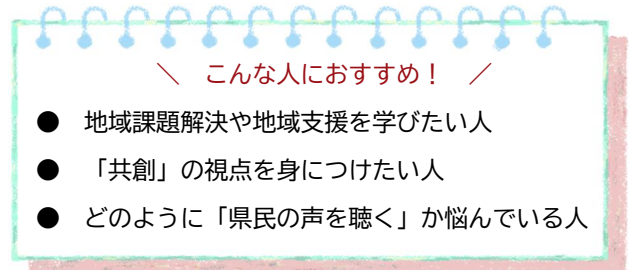 ＼　こんな人におすすめ！　／
●　地域課題解決や地域支援を学びたい人
●　「共創」の視点を身につけたい人
●　どのように「県民の声を聴く」か悩んでいる人